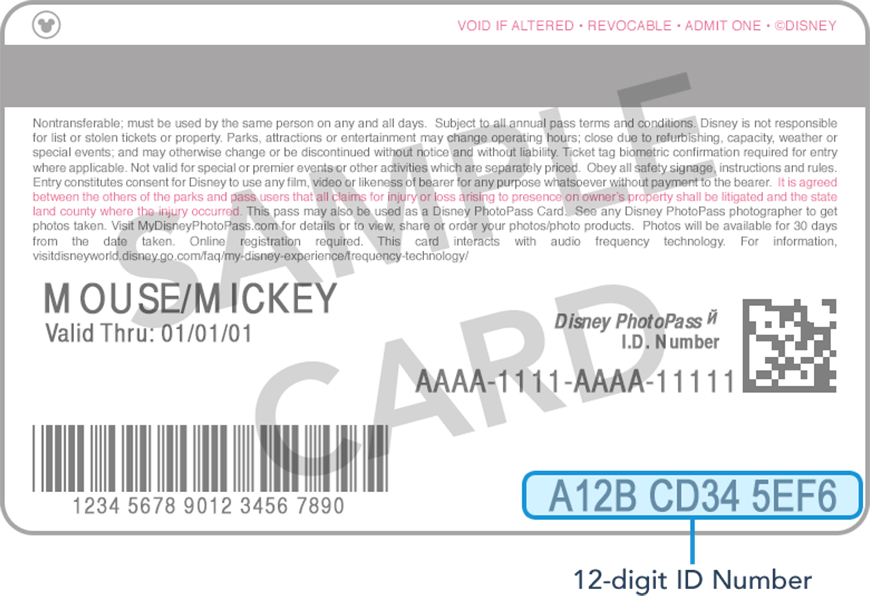 VOID IF ALTERED • REVOCABLE • ADMIT ONE • ©DISNEY
Nontransferable; must be used by the same person on any and all days. Subject to all annual pass terms and conditions. Disney is not responsible
for list or stolen tickets or property. Parks, attractions or entertainment may change operating hours; close due to refurbishing, capacity, weather or
special events; and may otherwise change or be discontinued without notice and without liability. Ticket tag biometric confirmation required for entry
where applicable. Not valid for special or premier events or other activities which are separately priced. Obey all safety signage, instructions and rules.
Entry constitutes consent for Disney to use any film, video or likeness of bearer for any purpose whatsoever without payment to the bearer. It is agreed
between the others of the parks and pass users that all claims for injury or loss arising to presence on owner's property shall be litigated and the state
land county where the injury occurred. This pass may also be used as a Disney PhotoPass Card. See any Disney PhotoPass photographer to get
photos taken. Visit MyDisneyPhotoPass.com for details or to view, share or order your photos/photo products. Photos will be available for 30 days
from the date taken. Online registration required. This card interacts with audio frequency technology. For information,
visitdisneyworld.disney.go.com/faq/my-disney-experience/frequency-technology/
SAMPLE
CARD
MOUSE/MICKEY
Valid Thru: 01/01/01
Disney PhotoPass Й
I.D. Number
AAAA-1111-AAAA-11111
1234 5678 9012 3456 7890
A12B CD34 5EF6
12-digit ID Number